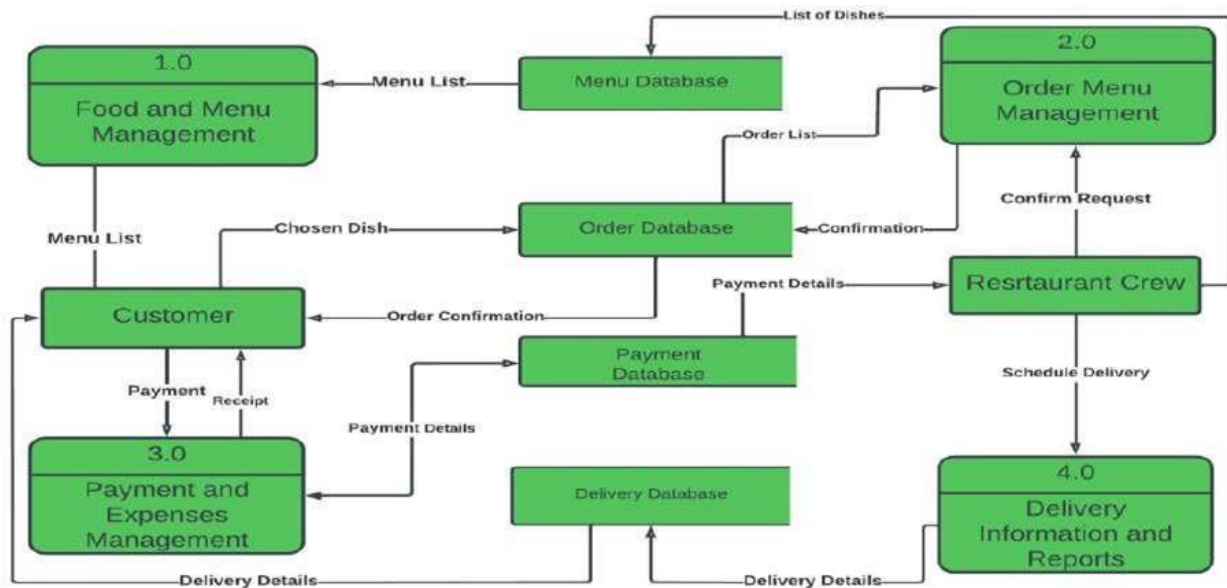 List of Dishes
1.0
Food and Menu
Management
Menu List
Menu Database
2.0
Order Menu
Management
Order List
Menu List
Chosen Dish
Order Database
Confirmation
Confirm Request
Customer
Order Confirmation
Payment Details
Resrtaurant Crew
Payment
Database
Payment
Receipt
Schedule Delivery
Payment Details
3.0
Payment and
Expenses
Management
Delivery Database
4.0
Delivery
Information and
Reports
Delivery Details
Delivery Details